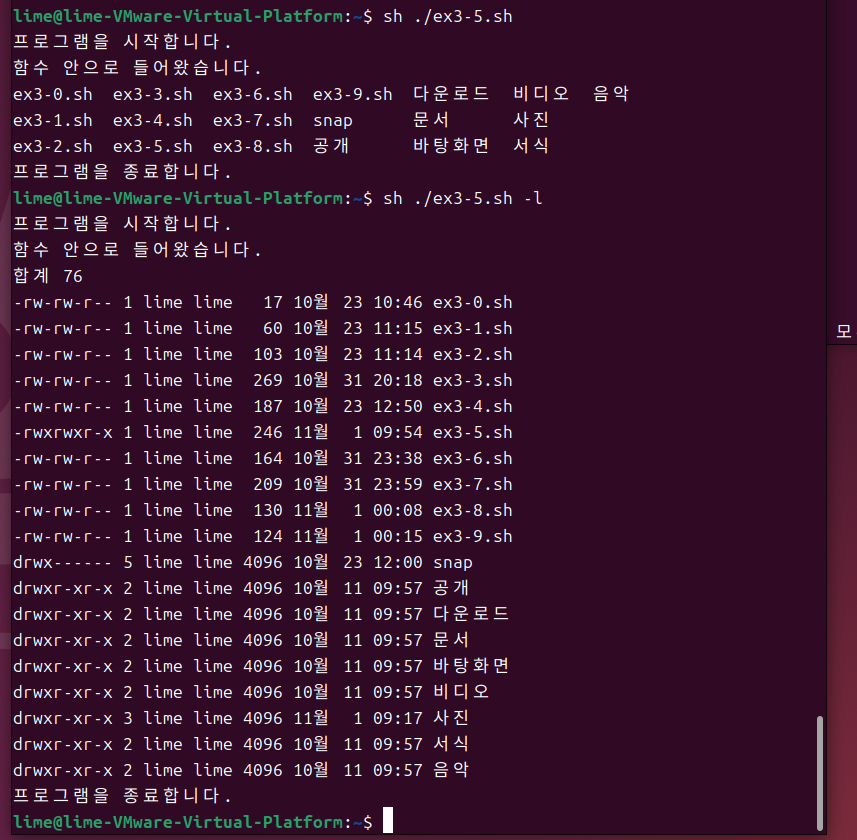 lime@lime-VMware-Virtual-Platform:~$ sh ./ex3-5.sh
프로그램을 시작합니다.
함수 안으로 들어왔습니다.
ex3-0.sh  ex3-3.sh  ex3-6.sh  ex3-9.sh  다운로드  비디오  음악
ex3-1.sh  ex3-4.sh  ex3-7.sh  snap      문서      사진
ex3-2.sh  ex3-5.sh  ex3-8.sh  공개      바탕화면  서식
프로그램을 종료합니다.
lime@lime-VMware-Virtual-Platform:~$ sh ./ex3-5.sh -l
프로그램을 시작합니다.
함수 안으로 들어왔습니다.
합계 76
-rw-rw-r-- 1 lime lime   17 10월  23 10:46 ex3-0.sh
-rw-rw-r-- 1 lime lime   60 10월  23 11:15 ex3-1.sh
-rw-rw-r-- 1 lime lime  103 10월  23 11:14 ex3-2.sh
-rw-rw-r-- 1 lime lime  269 10월  31 20:18 ex3-3.sh
-rw-rw-r-- 1 lime lime  187 10월  23 12:50 ex3-4.sh
-rwxrwxr-x 1 lime lime  246 11월   1 09:54 ex3-5.sh
-rw-rw-r-- 1 lime lime  164 10월  31 23:38 ex3-6.sh
-rw-rw-r-- 1 lime lime  209 10월  31 23:59 ex3-7.sh
-rw-rw-r-- 1 lime lime  130 11월   1 00:08 ex3-8.sh
-rw-rw-r-- 1 lime lime  124 11월   1 00:15 ex3-9.sh
drwx------ 5 lime lime 4096 10월  23 12:00 snap
drwxr-xr-x 2 lime lime 4096 10월  11 09:57 공개
drwxr-xr-x 2 lime lime 4096 10월  11 09:57 다운로드
drwxr-xr-x 2 lime lime 4096 10월  11 09:57 문서
drwxr-xr-x 2 lime lime 4096 10월  11 09:57 바탕화면
drwxr-xr-x 2 lime lime 4096 10월  11 09:57 비디오
drwxr-xr-x 3 lime lime 4096 11월   1 09:17 사진
drwxr-xr-x 2 lime lime 4096 10월  11 09:57 서식
drwxr-xr-x 2 lime lime 4096 10월  11 09:57 음악
프로그램을 종료합니다.
lime@lime-VMware-Virtual-Platform:~$
모